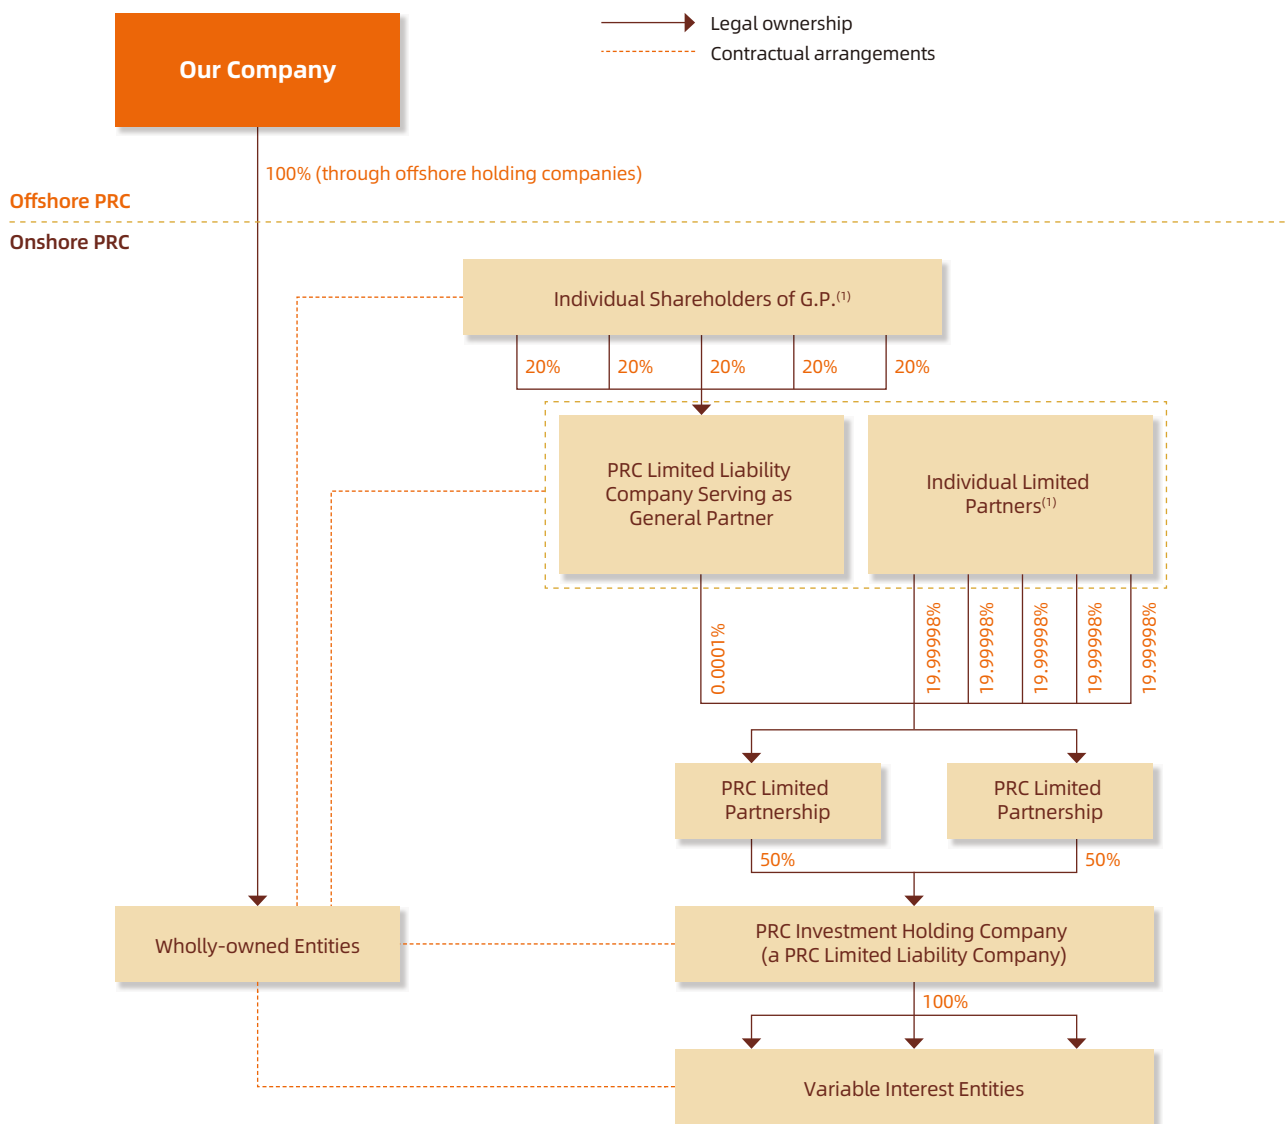 Our Company
Legal ownership
Contractual arrangements
100% (through offshore holding companies)
Offshore PRC
Onshore PRC
Individual Shareholders of G.P.(1)
20%
20%
20%
20%
20%
PRC Limited Liability
Company Serving as
General Partner
Individual Limited
Partners(1)
0.0001%
19.99998%
19.99998%
19.99998%
19.99998%
19.99998%
PRC Limited
Partnership
PRC Limited
Partnership
50%
50%
Wholly-owned Entities
PRC Investment Holding Company
(a PRC Limited Liability Company)
100%
Variable Interest Entities